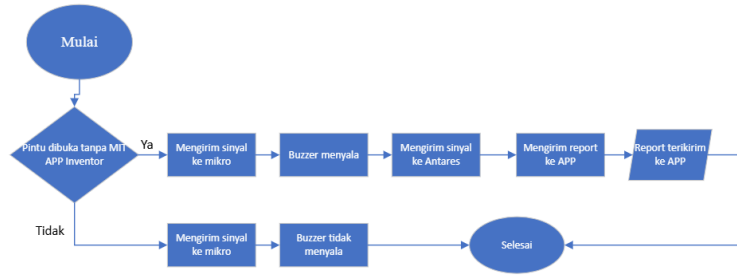 Mulai
Pintu dibuka tanpa MIT
APP Inventor
Ya
Mengirim sinyal
ke mikro
Buzzer menyala
Mengirim sinyal
ke Antares
Mengirim report
ke APP
Report terikirim
ke APP
Tidak
Mengirim sinyal
ke mikro
Buzzer tidak
menyala
Selesai